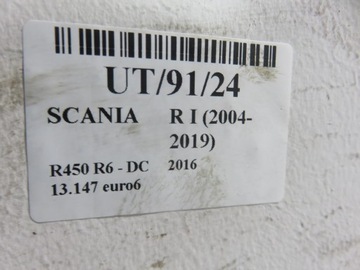 UT/91/24
SCANIA R I (2004-
2019)
R450 R6 - DC 2016
13.147 euro6